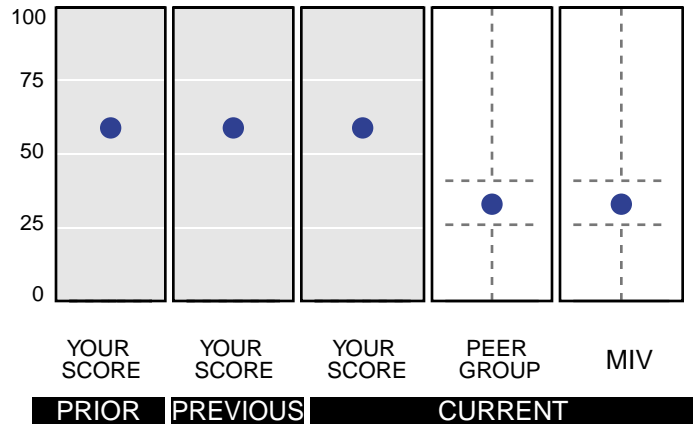 100
75
50
25
0
YOUR SCORE
YOUR SCORE
YOUR SCORE
PEER GROUP
MIV
PRIOR
PREVIOUS
CURRENT